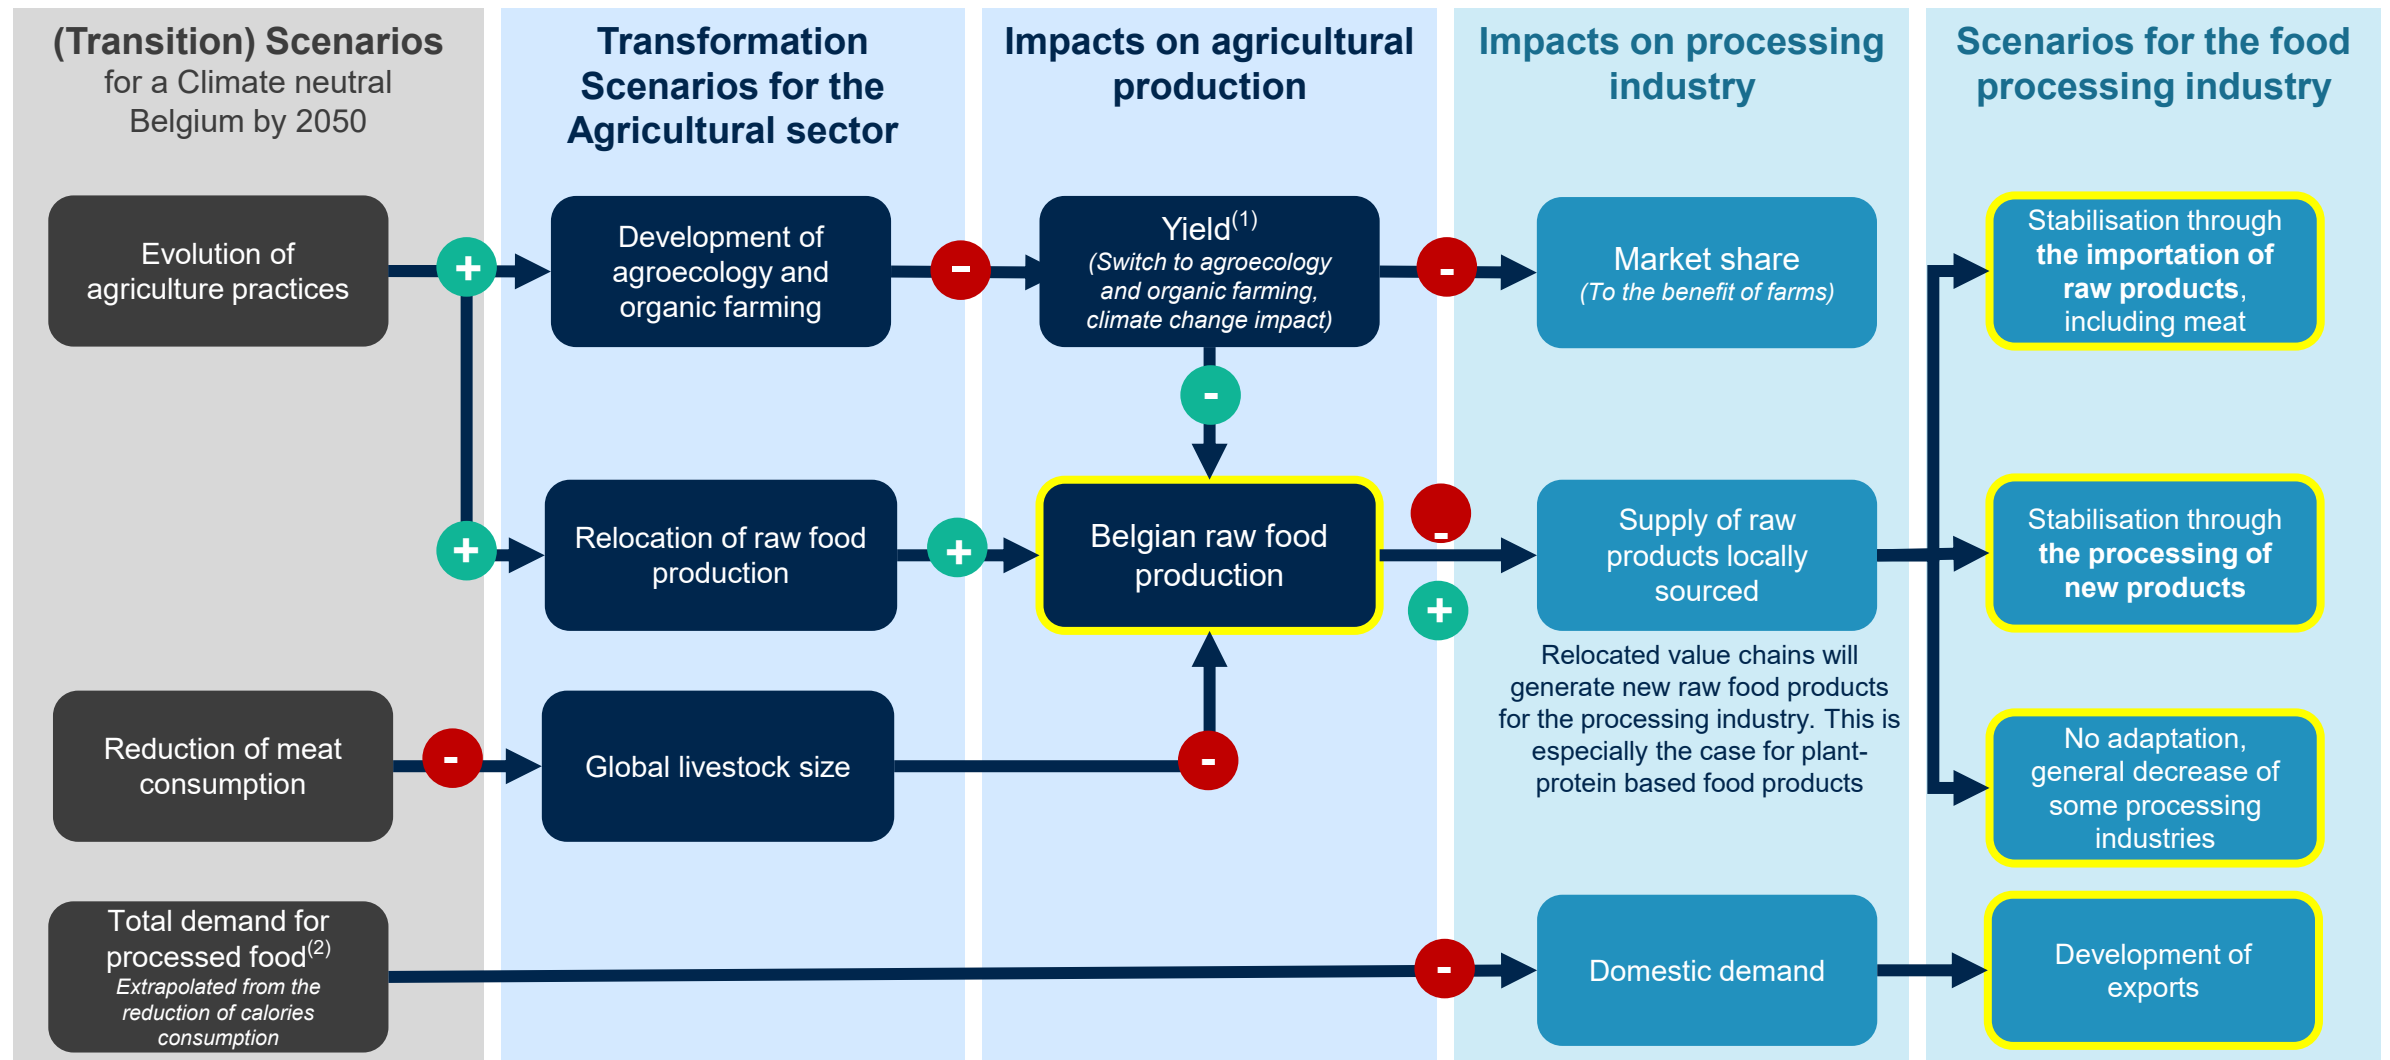 (Transition) Scenarios
for a Climate neutral
Belgium by 2050
Transformation
Scenarios for the
Agricultural sector
Impacts on agricultural
production
Impacts on processing
industry
Scenarios for the food
processing industry
Evolution of
agriculture practices
+
Development of
agroecology and
organic farming
-
Yield(1)
(Switch to agroecology
and organic farming,
climate change impact)
-
Market share
(To the benefit of farms)
Stabilisation through
the importation of
raw products,
including meat
-
+
Relocation of raw food
production
+
Belgian raw food
production
-
+
Supply of raw
products locally
sourced
Relocated value chains will
generate new raw food products
for the processing industry. This is
especially the case for plant-
protein based food products
Stabilisation through
the processing of
new products
Reduction of meat
consumption
-
Global livestock size
-
No adaptation,
general decrease of
some processing
industries
Total demand for
processed food(2)
Extrapolated from the
reduction of calories
consumption
-
Domestic demand
Development of
exports